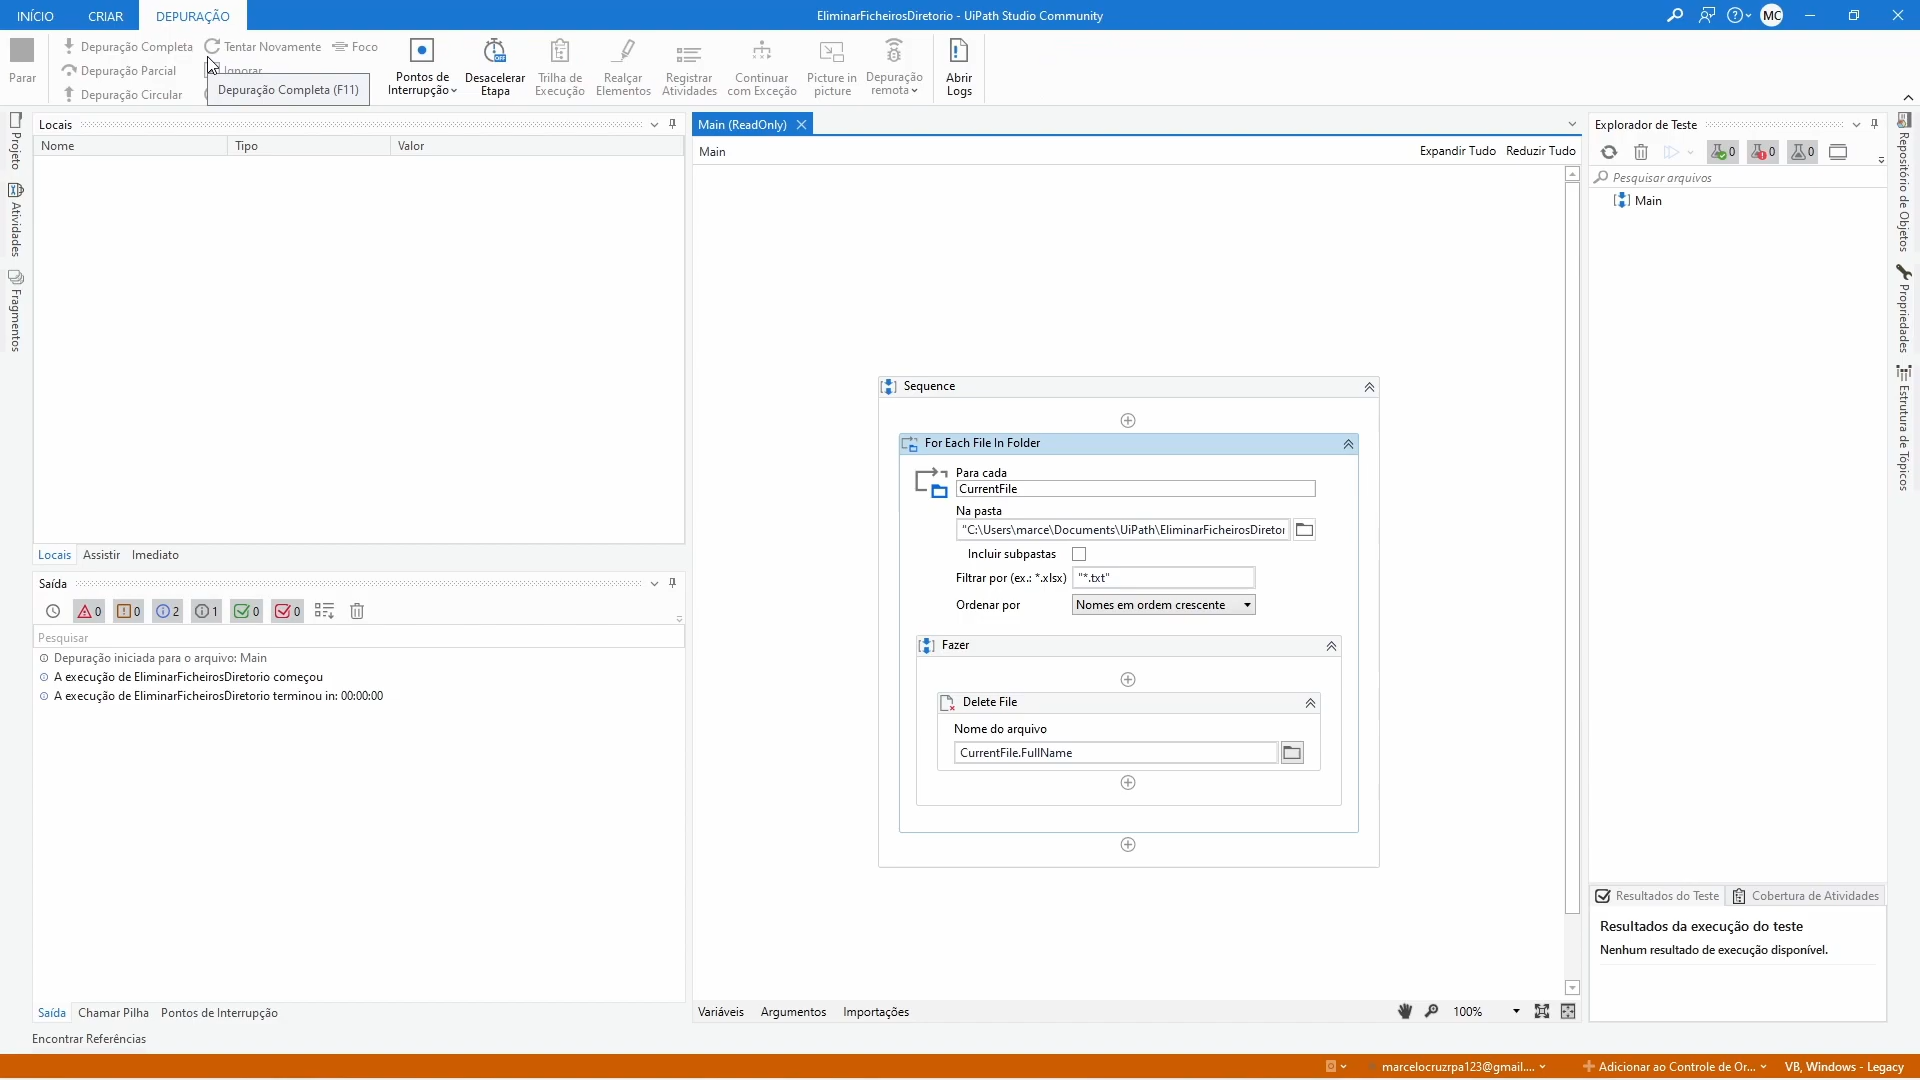 INÍCIO CRIAR DEPURAÇÃO
EliminarFicheirosDiretorio - UiPath Studio Community
MC
Parar
Depuração Completa
Depuração Parcial
Depuração Circular
Tentar Novamente
Ignorar
Foco
Depuração Completa (F11)
Pontos de
Interrupção
Desacelerar
Etapa
OFF
Trilha de
Execução
Realçar
Elementos
Registrar
Atividades
Continuar
com Exceção
Picture in
picture
Depuração
remota
Abrir
Logs
Projeto
Atividades
Fragmentos
Locais
Nome Tipo Valor
Locais Assistir Imediato
Saída
0 0 2 1 0 0
Pesquisar
Depuração iniciada para o arquivo: Main
A execução de EliminarFicheirosDiretorio começou
A execução de EliminarFicheirosDiretorio terminou in: 00:00:00
Saída Chamar Pilha Pontos de Interrupção
Encontrar Referências
Main (ReadOnly)
Main
Expandir Tudo Reduzir Tudo
Sequence
For Each File In Folder
Para cada
CurrentFile
Na pasta
"C:\Users\marce\Documents\UiPath\EliminarFicheirosDiretor
Incluir subpastas
Filtrar por (ex.: *.xlsx) "*.txt"
Ordenar por Nomes em ordem crescente
Fazer
Delete File
Nome do arquivo
CurrentFile.FullName
Variáveis Argumentos Importações
100%
Explorador de Teste
0 0 0
Pesquisar arquivos
Main
Resultados do Teste Cobertura de Atividades
Resultados da execução do teste
Nenhum resultado de execução disponível.
Repositório de Objetos
Propriedades
Estrutura de Tópicos
marcelocruzrpa123@gmail....
Adicionar ao Controle de Or...
VB, Windows - Legacy